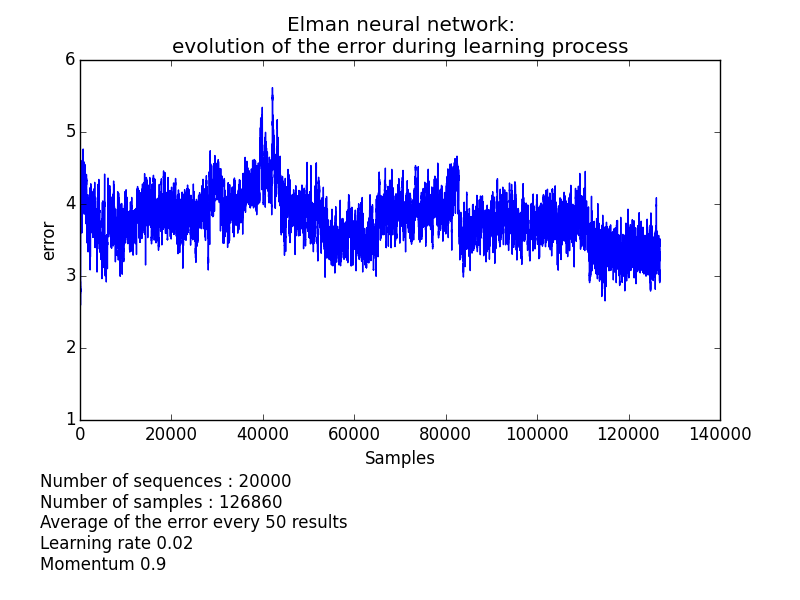 Elman neural network:
evolution of the error during learning process
6
5
4
3
2
1
error
0 20000 40000 60000 80000 100000 120000 140000
Samples
Number of sequences : 20000
Number of samples : 126860
Average of the error every 50 results
Learning rate 0.02
Momentum 0.9